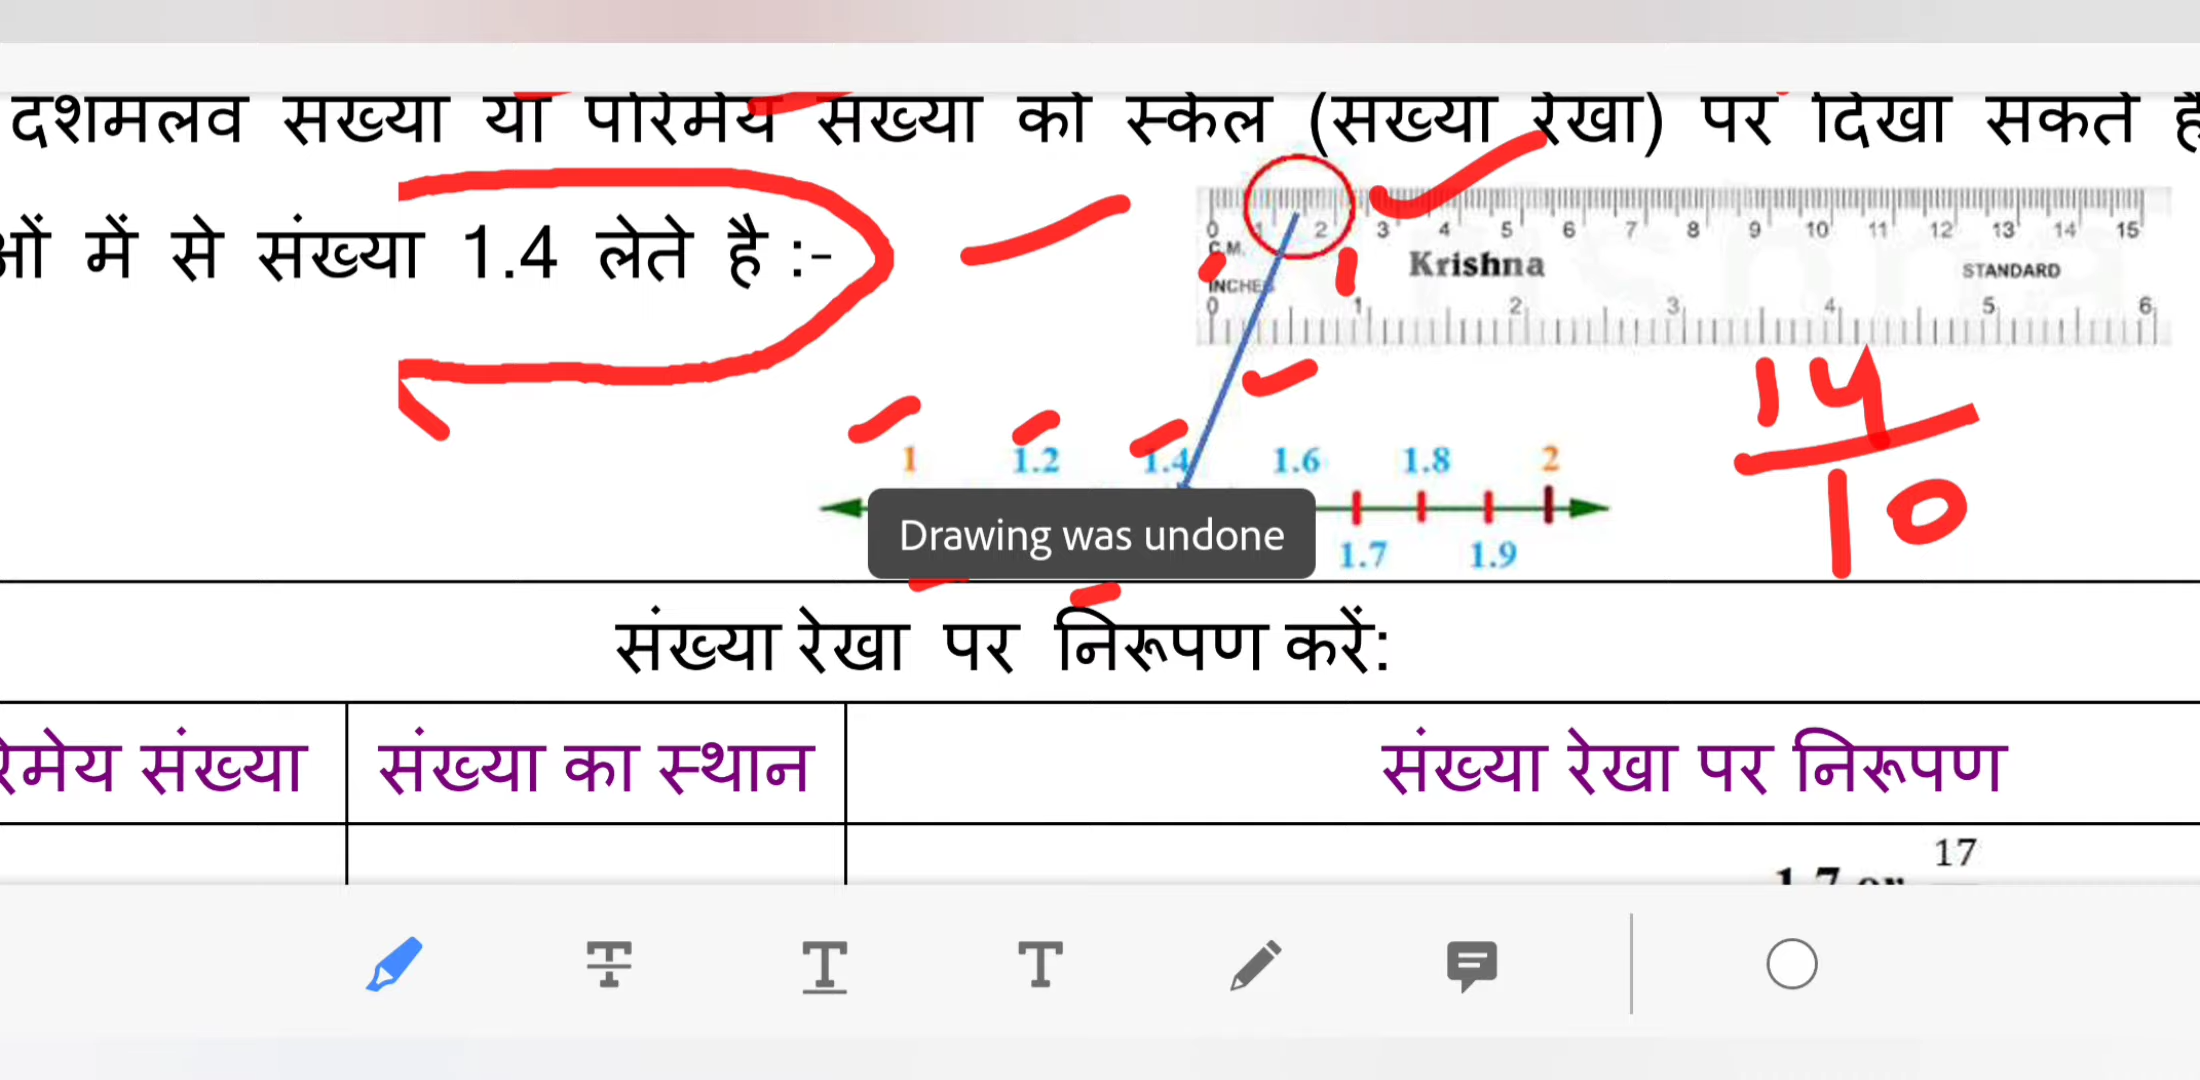 दशमलव संख्या या परिमेय संख्या को स्केल (संख्या रेखा) पर दिखा सकते
ओं में से संख्या 1.4 लेते है :-
0 1 2 3 4 5 6 7 8 9 10 11 12 13 14 15
C.M.
Krishna
STANDARD
INCHES
0 1 2 3 4 5 6
14
10
1 1.2 1.4 1.6 1.8 2
Drawing was undone
1.7 1.9
संख्या रेखा पर निरूपण करें:
रिमेय संख्या संख्या का स्थान संख्या रेखा पर निरूपण
17
1.7 or
T T T